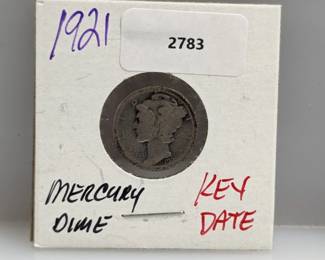 1921
2783
MERCURY
DIME
KEY
DATE